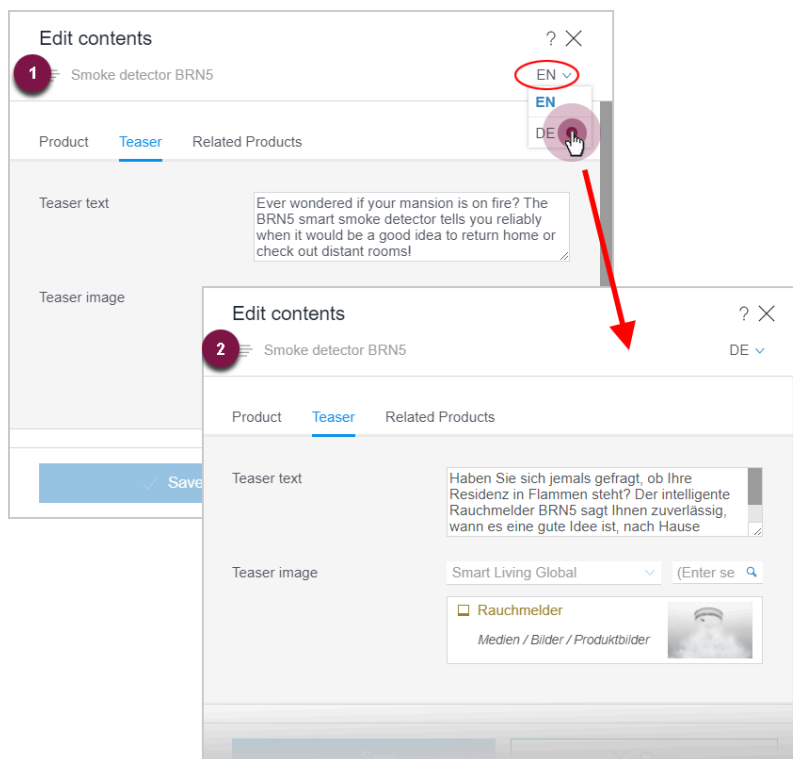 Edit contents
?
1
Smoke detector BRN5
EN
EN
DE
Product Teaser Related Products
Teaser text
Ever wondered if your mansion is on fire? The
BRN5 smart smoke detector tells you reliably
when it would be a good idea to return home or
check out distant rooms!
Teaser image
Save
Edit contents
?
2
Smoke detector BRN5
DE
Product Teaser Related Products
Teaser text
Haben Sie sich jemals gefragt, ob Ihre
Residenz in Flammen steht? Der intelligente
Rauchmelder BRN5 sagt Ihnen zuverlässig,
wann es eine gute Idee ist, nach Hause
Teaser image
Smart Living Global
(Enter se
Rauchmelder
Medien / Bilder / Produktbilder